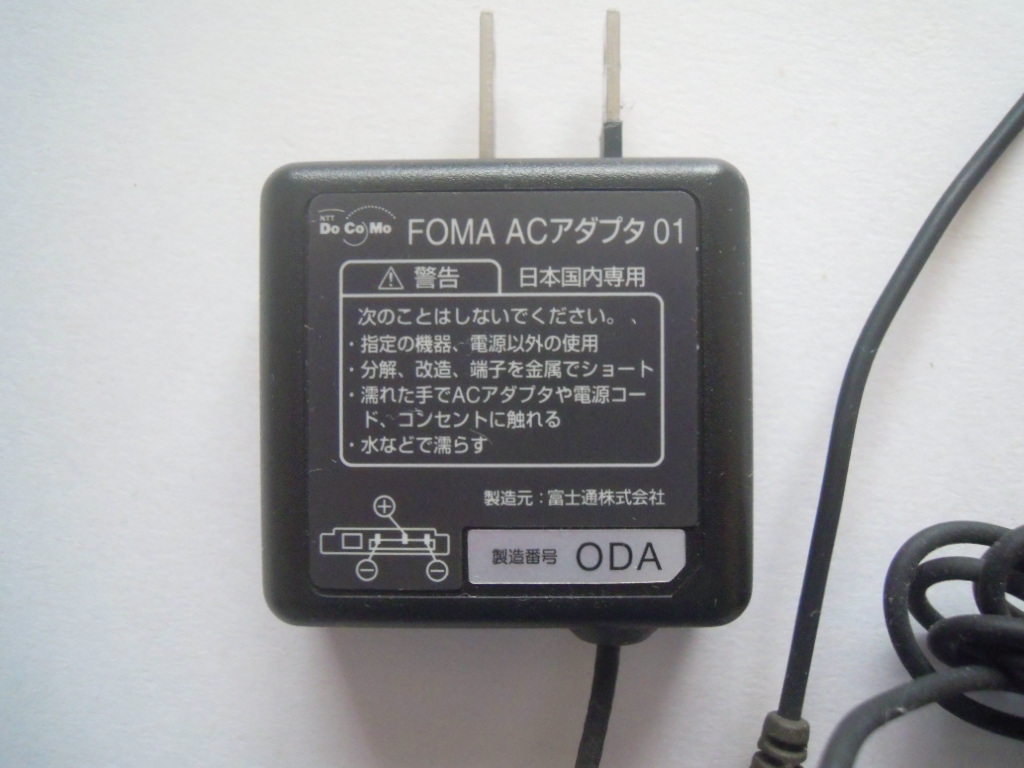 NTT
DoCoMo
FOMA ACアダプタ 01
警告
日本国内専用
次のことはしないでください。
・指定の機器、電源以外の使用
・分解、改造、端子を金属でショート
・濡れた手でACアダプタや電源コー
ド、コンセントに触れる
・水などで濡らす
製造元：富士通株式会社
製造番号 ODA